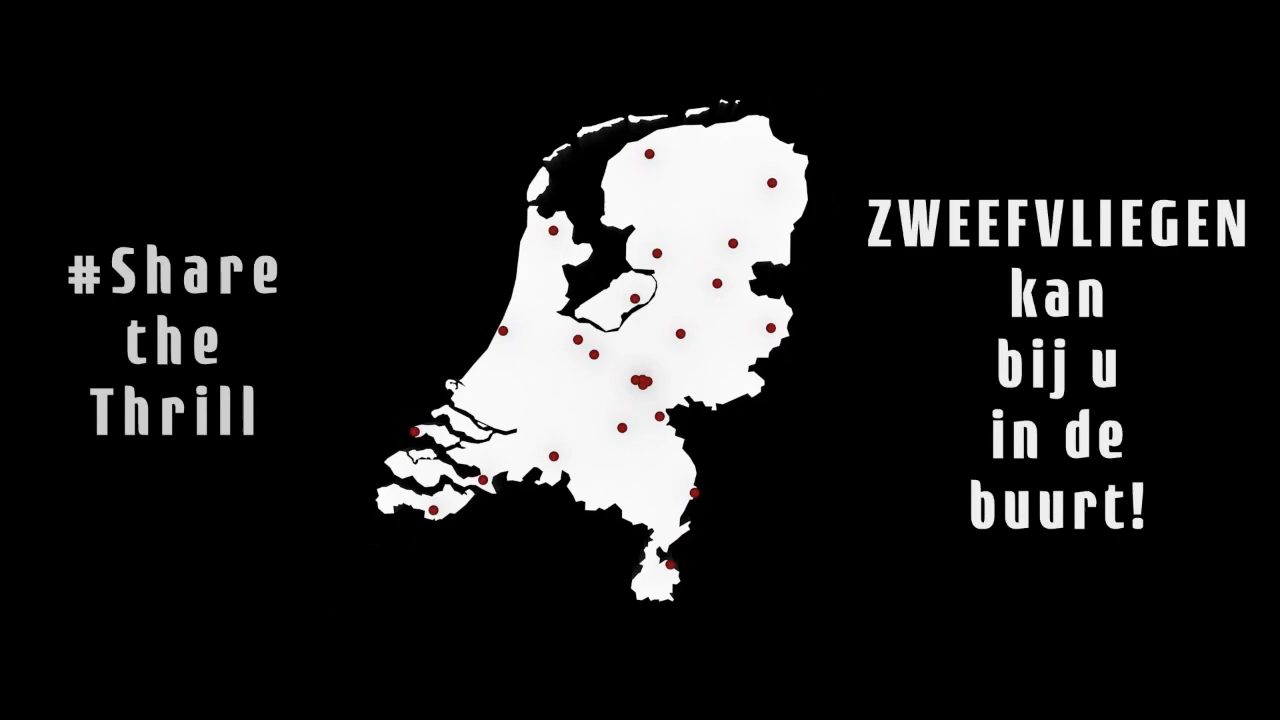 #Share
the
Thrill
ZWEEFVLIEGEN
kan
bij u
in de
buurt!